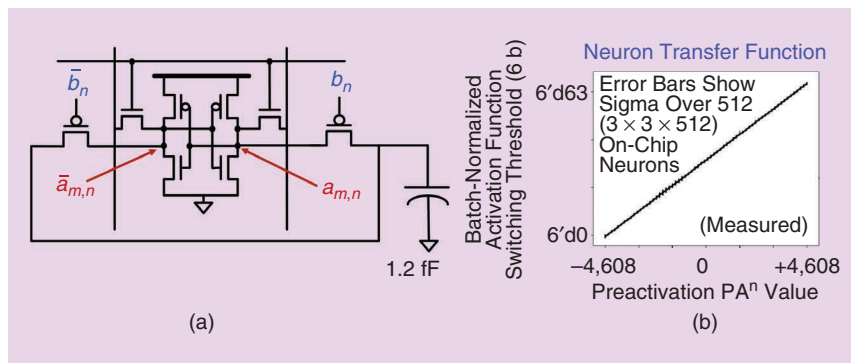 b̄n
bn
ām,n
am,n
1.2 fF
(a)
Neuron Transfer Function
Batch-Normalized
Activation Function
Switching Threshold (6 b)
6′d63
6′d0
Error Bars Show
Sigma Over 512
(3 × 3 × 512)
On-Chip
Neurons
(Measured)
–4,608 0 +4,608
Preactivation PAⁿ Value
(b)